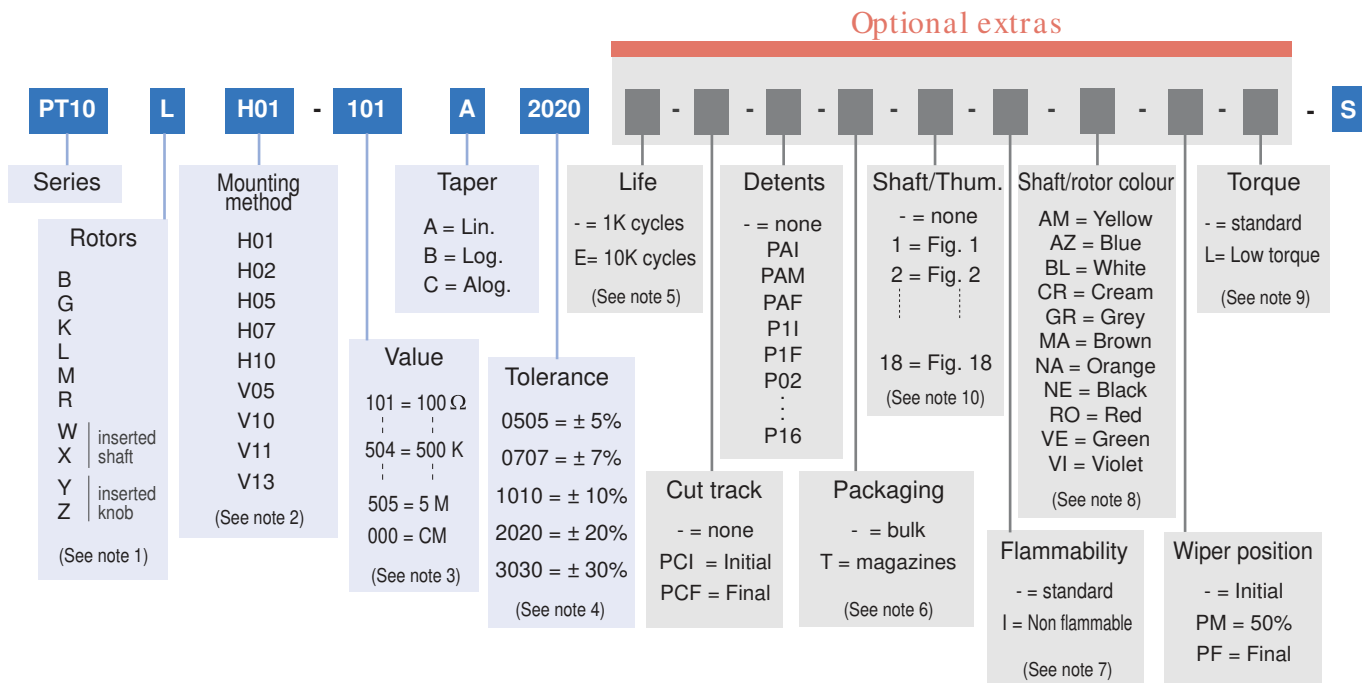 Optional extras
PT10 L H01 - 101 A 2020 - - - - - - - - - S
Series
Rotors
B
G
K
L
M
R
W
X
inserted
shaft
Y
Z
inserted
knob
(See note 1)
Mounting
method
H01
H02
H05
H07
H10
V05
V10
V11
V13
(See note 2)
Value
101 = 100 Ω
504 = 500 K
505 = 5 M
000 = CM
(See note 3)
Taper
A = Lin.
B = Log.
C = Alog.
Tolerance
0505 = ± 5%
0707 = ± 7%
1010 = ± 10%
2020 = ± 20%
3030 = ± 30%
(See note 4)
Life
- = 1K cycles
E= 10K cycles
(See note 5)
Cut track
- = none
PCI = Initial
PCF = Final
Detents
- = none
PAI
PAM
PAF
P1I
P1F
P02
:
P16
Packaging
- = bulk
T = magazines
(See note 6)
Shaft/Thum.
- = none
1 = Fig. 1
2 = Fig. 2
18 = Fig. 18
(See note 10)
Flammability
- = standard
I = Non flammable
(See note 7)
Shaft/rotor colour
AM = Yellow
AZ = Blue
BL = White
CR = Cream
GR = Grey
MA = Brown
NA = Orange
NE = Black
RO = Red
VE = Green
VI = Violet
(See note 8)
Wiper position
- = Initial
PM = 50%
PF = Final
Torque
- = standard
L= Low torque
(See note 9)